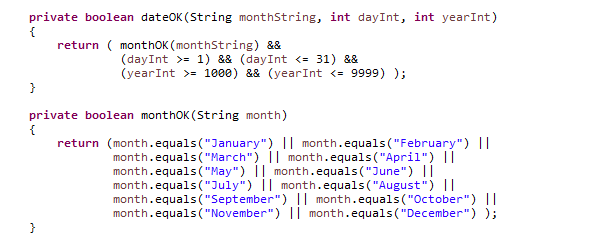 private boolean dateOK(String monthString, int dayInt, int yearInt)
{
    return ( monthOK(monthString) &&
             (dayInt >= 1) && (dayInt <= 31) &&
             (yearInt >= 1000) && (yearInt <= 9999) );
}
private boolean monthOK(String month)
{
    return (month.equals("January") || month.equals("February") ||
            month.equals("March") || month.equals("April") ||
            month.equals("May") || month.equals("June") ||
            month.equals("July") || month.equals("August") ||
            month.equals("September") || month.equals("October") ||
            month.equals("November") || month.equals("December") );
}